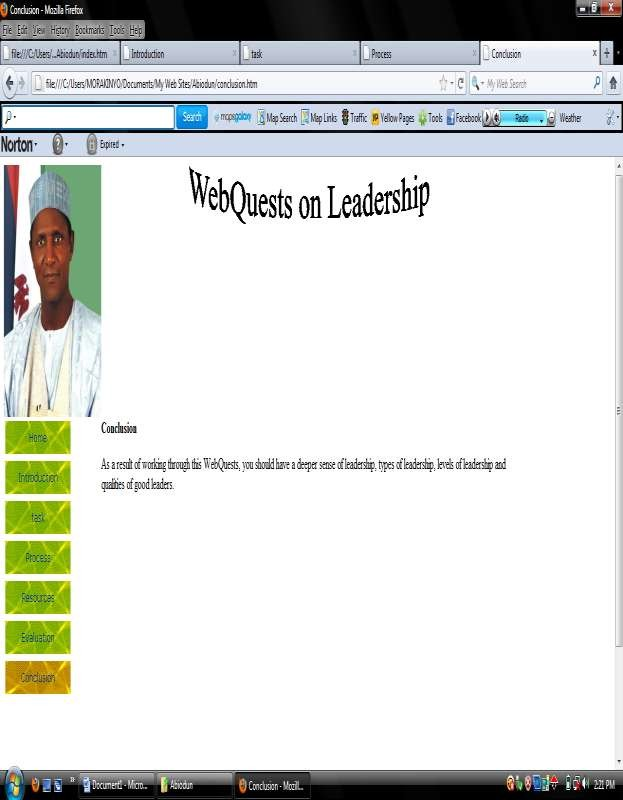 Conclusion - Mozilla Firefox
File Edit View History Bookmarks Tools Help
file:///C:/Users/...Abiodun/index.htm
Introduction
task
Process
Conclusion
file:///C:/Users/MORAKINYO/Documents/My Web Sites/Abiodun/conclusion.htm
My Web Search
Search mapsgalaxy Map Search Map Links Traffic Yellow Pages Tools Facebook Radio Weather
Norton Expired
WebQuests on Leadership
Home
Introduction
task
Process
Resources
Evaluation
Conclusion
Conclusion
As a result of working through this WebQuests, you should have a deeper sense of leadership, types of leadership, levels of leadership and
qualities of good leaders.
Document1 - Micro... Abiodun Conclusion - Mozill... 2:21 PM